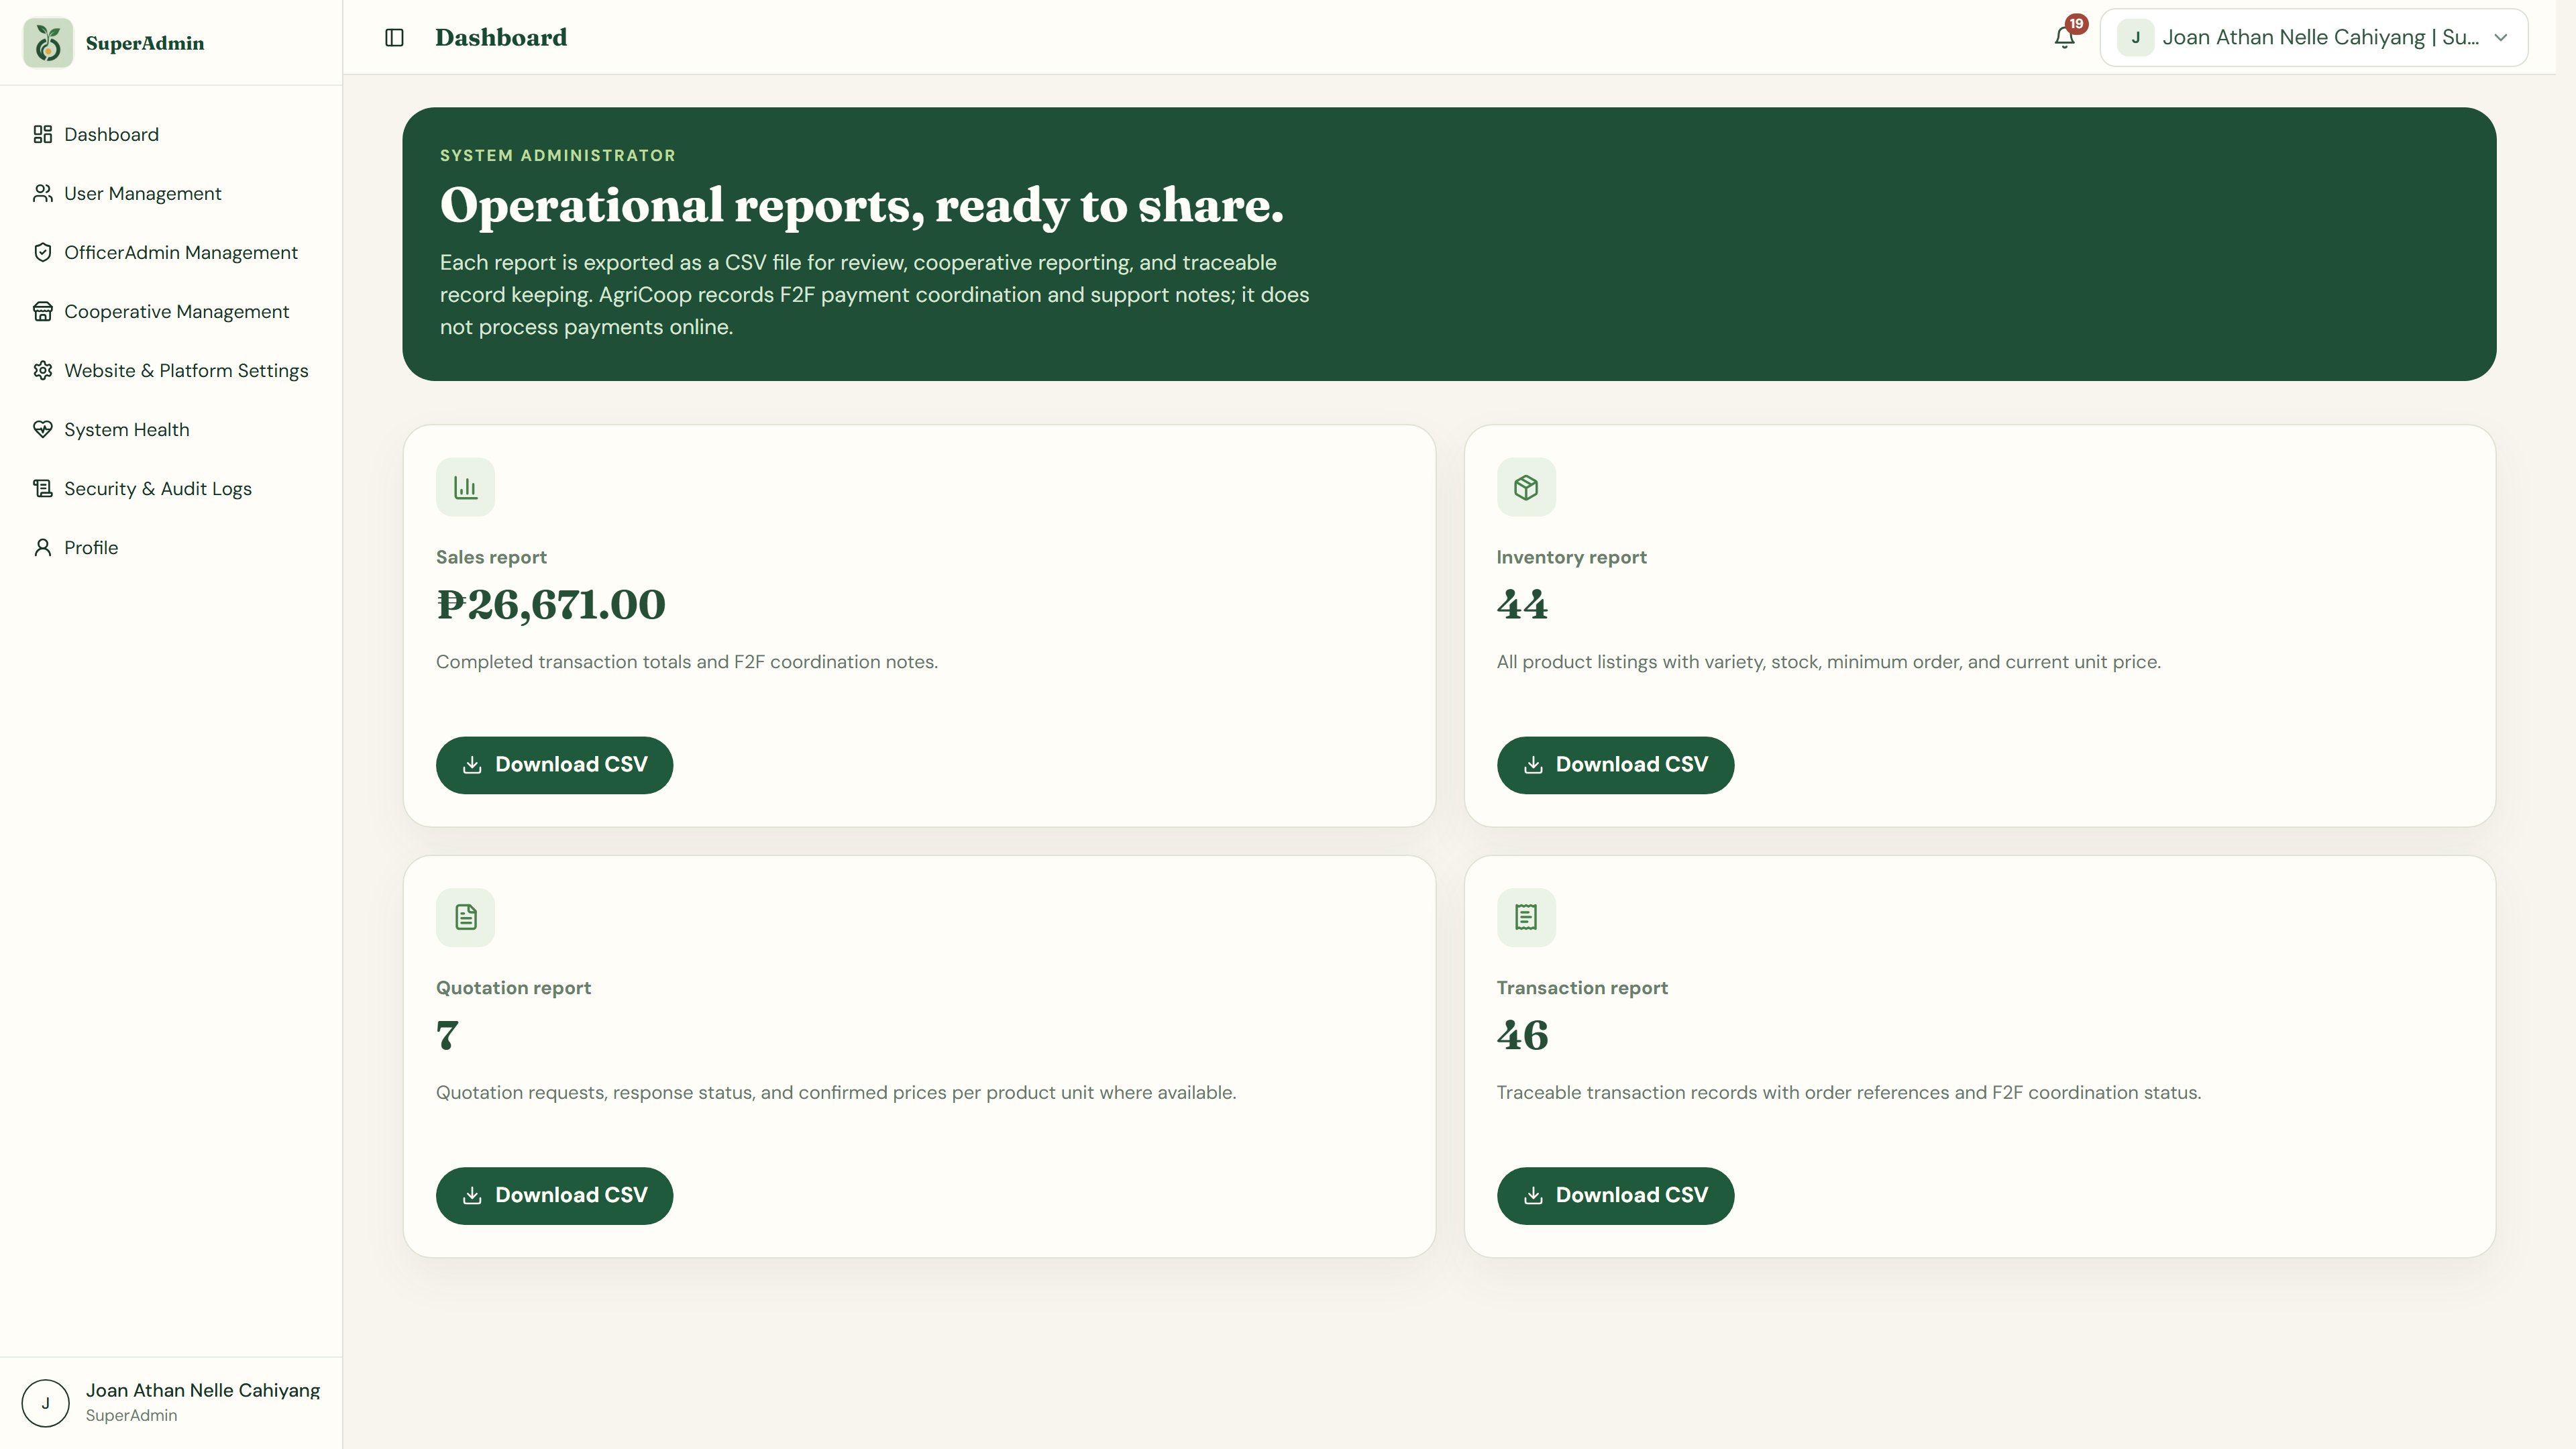 SuperAdmin
Dashboard
User Management
OfficerAdmin Management
Cooperative Management
Website & Platform Settings
System Health
Security & Audit Logs
Profile
J
Joan Athan Nelle Cahiyang
SuperAdmin
Dashboard
19
J
Joan Athan Nelle Cahiyang | Su...
SYSTEM ADMINISTRATOR
Operational reports, ready to share.
Each report is exported as a CSV file for review, cooperative reporting, and traceable
record keeping. AgriCoop records F2F payment coordination and support notes; it does
not process payments online.
Sales report
₱26,671.00
Completed transaction totals and F2F coordination notes.
Download CSV
Inventory report
44
All product listings with variety, stock, minimum order, and current unit price.
Download CSV
Quotation report
7
Quotation requests, response status, and confirmed prices per product unit where available.
Download CSV
Transaction report
46
Traceable transaction records with order references and F2F coordination status.
Download CSV